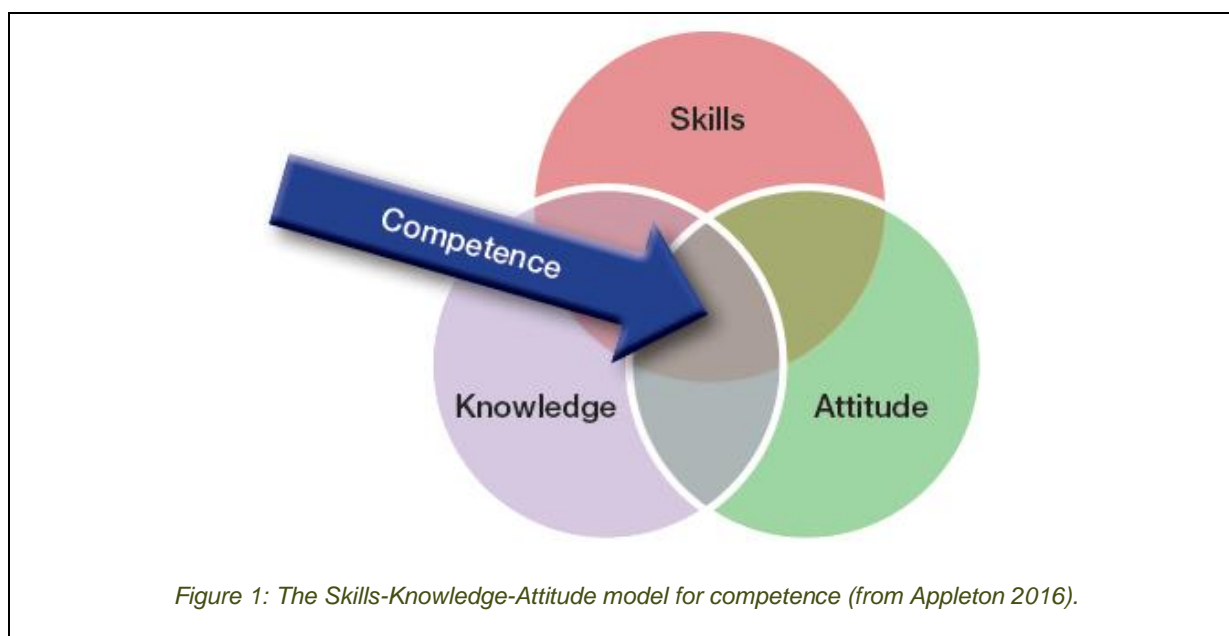 Skills
Competence
Knowledge
Attitude
Figure 1: The Skills-Knowledge-Attitude model for competence (from Appleton 2016).